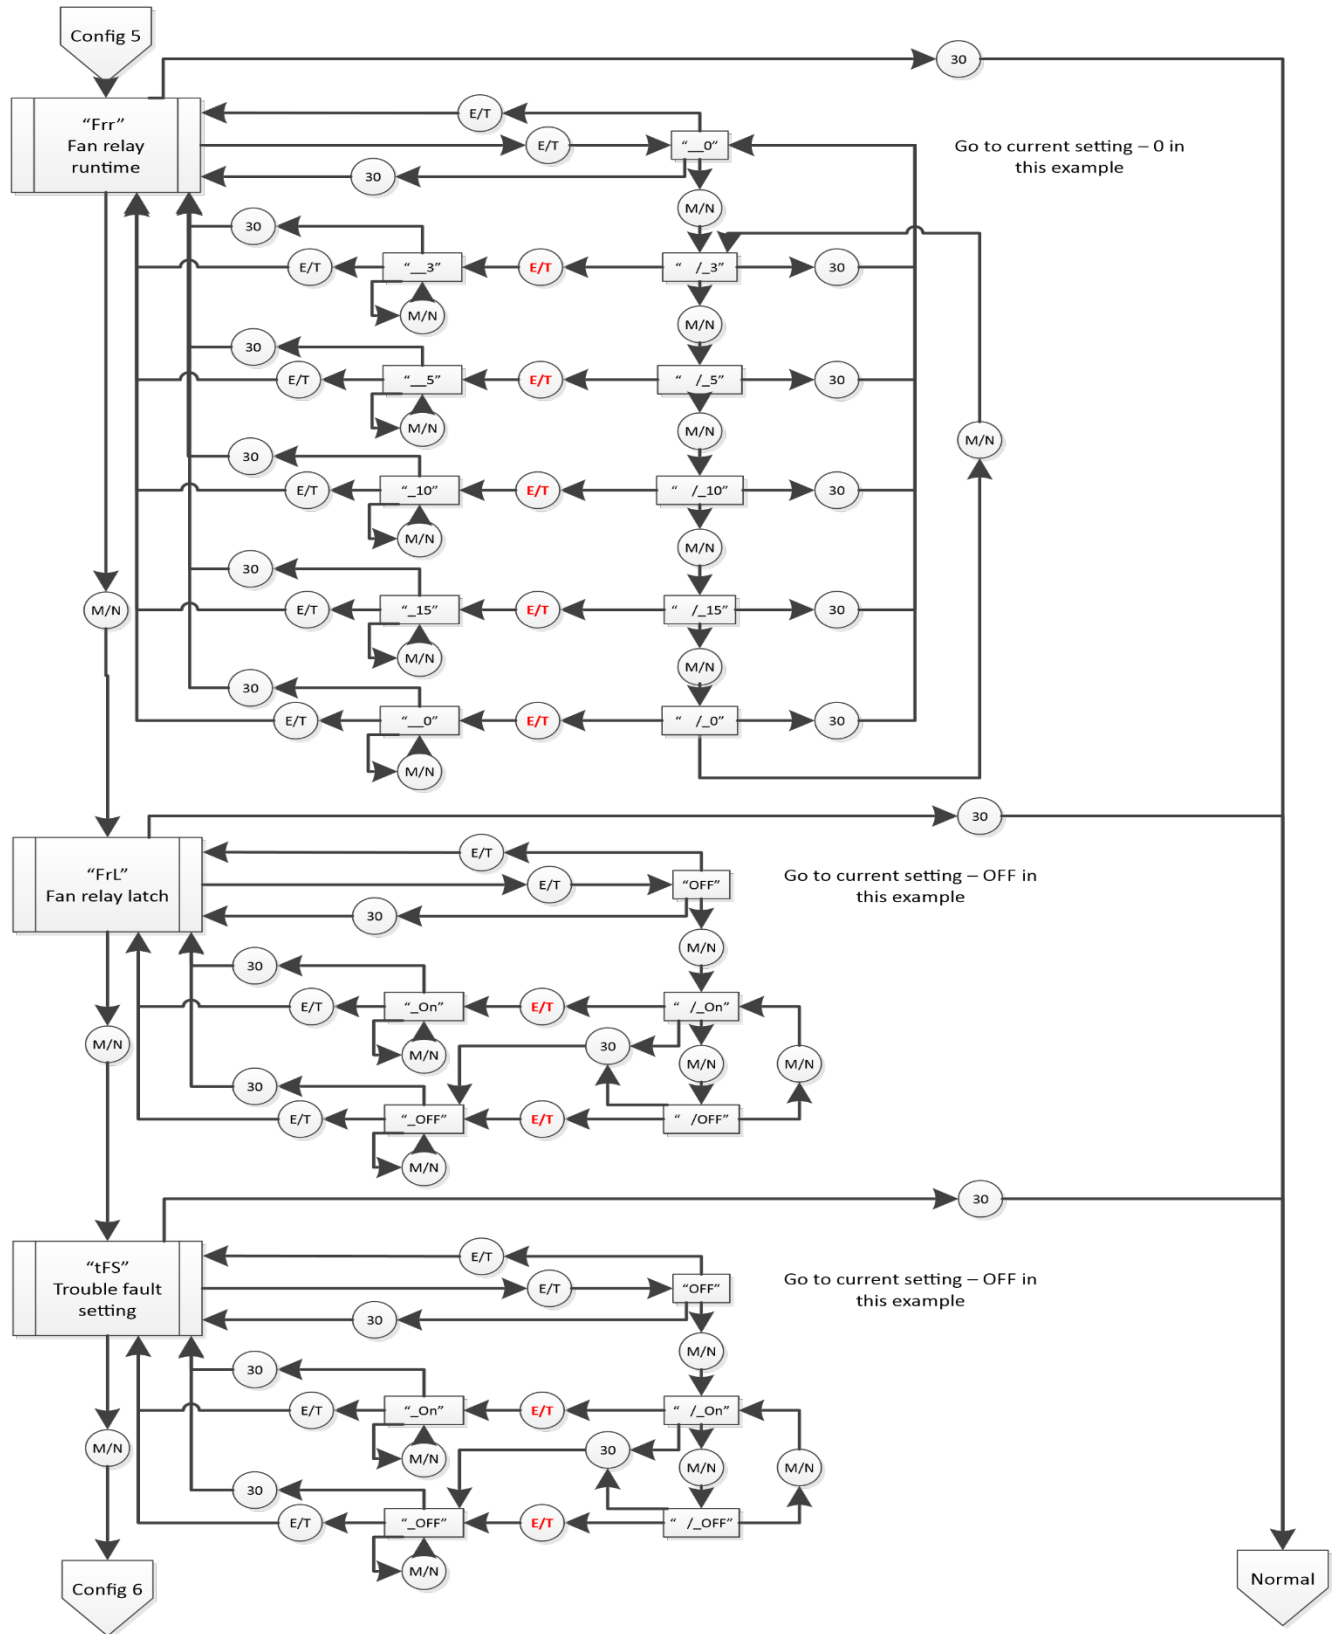 Config 5
30
“Frr”
Fan relay
runtime
E/T
E/T
“__0”
Go to current setting – 0 in
this example
30
M/N
30
E/T
“__3”
E/T
“ /_3”
30
M/N
M/N
30
E/T
“__5”
E/T
“ /_5”
30
M/N
M/N
M/N
30
E/T
“_10”
E/T
“ /_10”
30
M/N
M/N
30
M/N
E/T
“_15”
E/T
“ /_15”
30
M/N
M/N
30
E/T
“__0”
E/T
“ /_0”
30
M/N
30
“FrL”
Fan relay latch
E/T
E/T
“OFF”
Go to current setting – OFF in
this example
30
M/N
30
E/T
“_On”
E/T
“ /_On”
M/N
M/N
30
M/N
M/N
30
E/T
“_OFF”
E/T
“ /OFF”
M/N
30
“tFS”
Trouble fault
setting
E/T
E/T
“OFF”
Go to current setting – OFF in
this example
30
M/N
30
E/T
“_On”
E/T
“ /_On”
M/N
M/N
30
M/N
M/N
30
E/T
“_OFF”
E/T
“ /_OFF”
M/N
Config 6
Normal